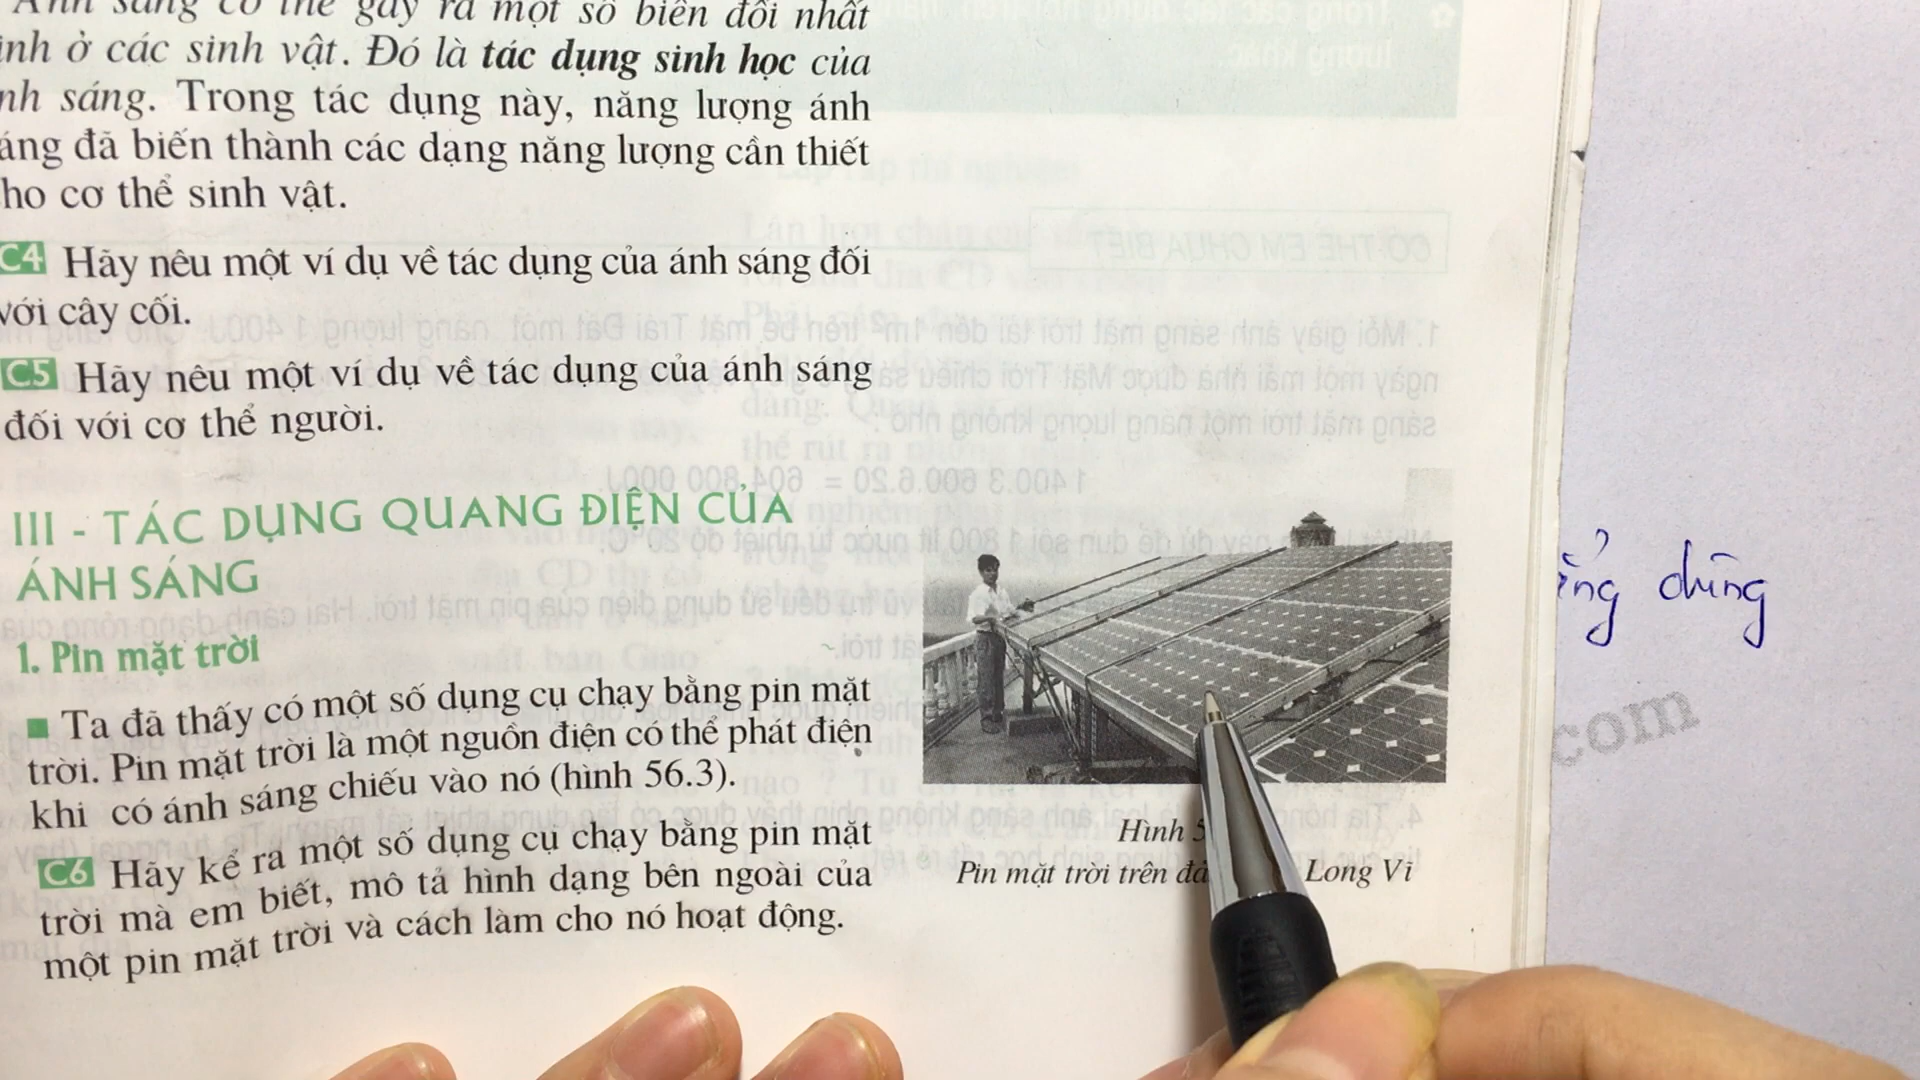 Ánh sáng có thể gây ra một số biến đổi nhất
ịnh ở các sinh vật. Đó là tác dụng sinh học của
nh sáng. Trong tác dụng này, năng lượng ánh
áng đã biến thành các dạng năng lượng cần thiết
ho cơ thể sinh vật.
C4 Hãy nêu một ví dụ về tác dụng của ánh sáng đối
với cây cối.
C5 Hãy nêu một ví dụ về tác dụng của ánh sáng
đối với cơ thể người.
III - TÁC DỤNG QUANG ĐIỆN CỦA
ÁNH SÁNG
1. Pin mặt trời
Ta đã thấy có một số dụng cụ chạy bằng pin mặt
trời. Pin mặt trời là một nguồn điện có thể phát điện
khi có ánh sáng chiếu vào nó (hình 56.3).
C6 Hãy kể ra một số dụng cụ chạy bằng pin mặt
trời mà em biết, mô tả hình dạng bên ngoài của
một pin mặt trời và cách làm cho nó hoạt động.
Hình 5
Pin mặt trời trên đả Long Vĩ
dũng
com